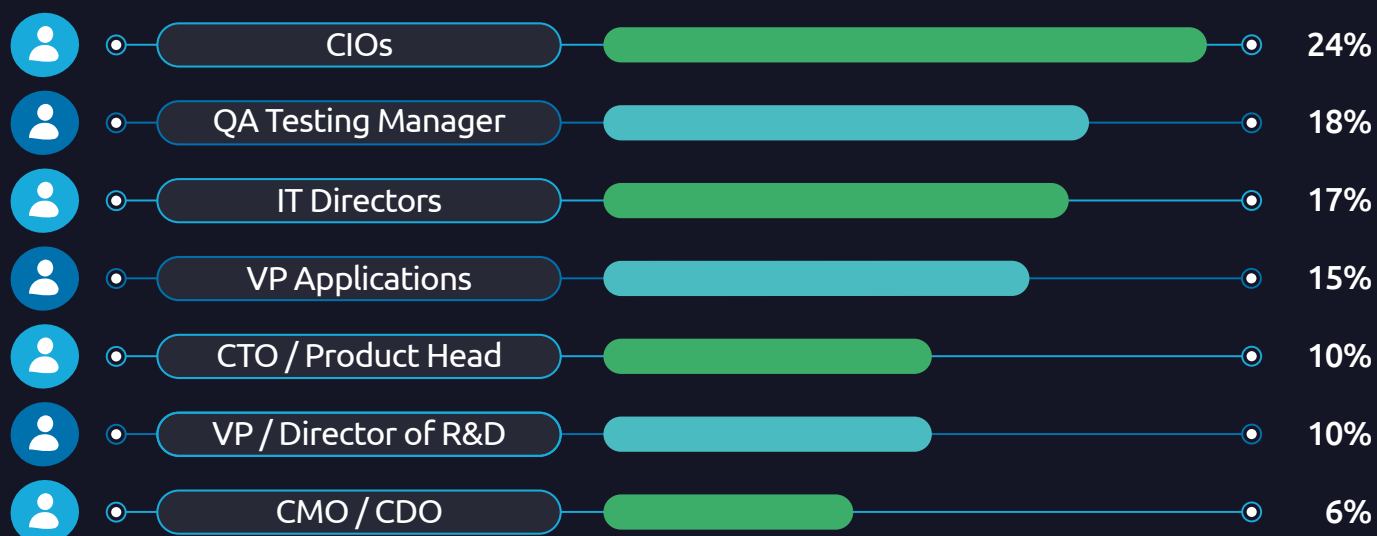 CIOs 24%
QA Testing Manager 18%
IT Directors 17%
VP Applications 15%
CTO / Product Head 10%
VP / Director of R&D 10%
CMO / CDO 6%